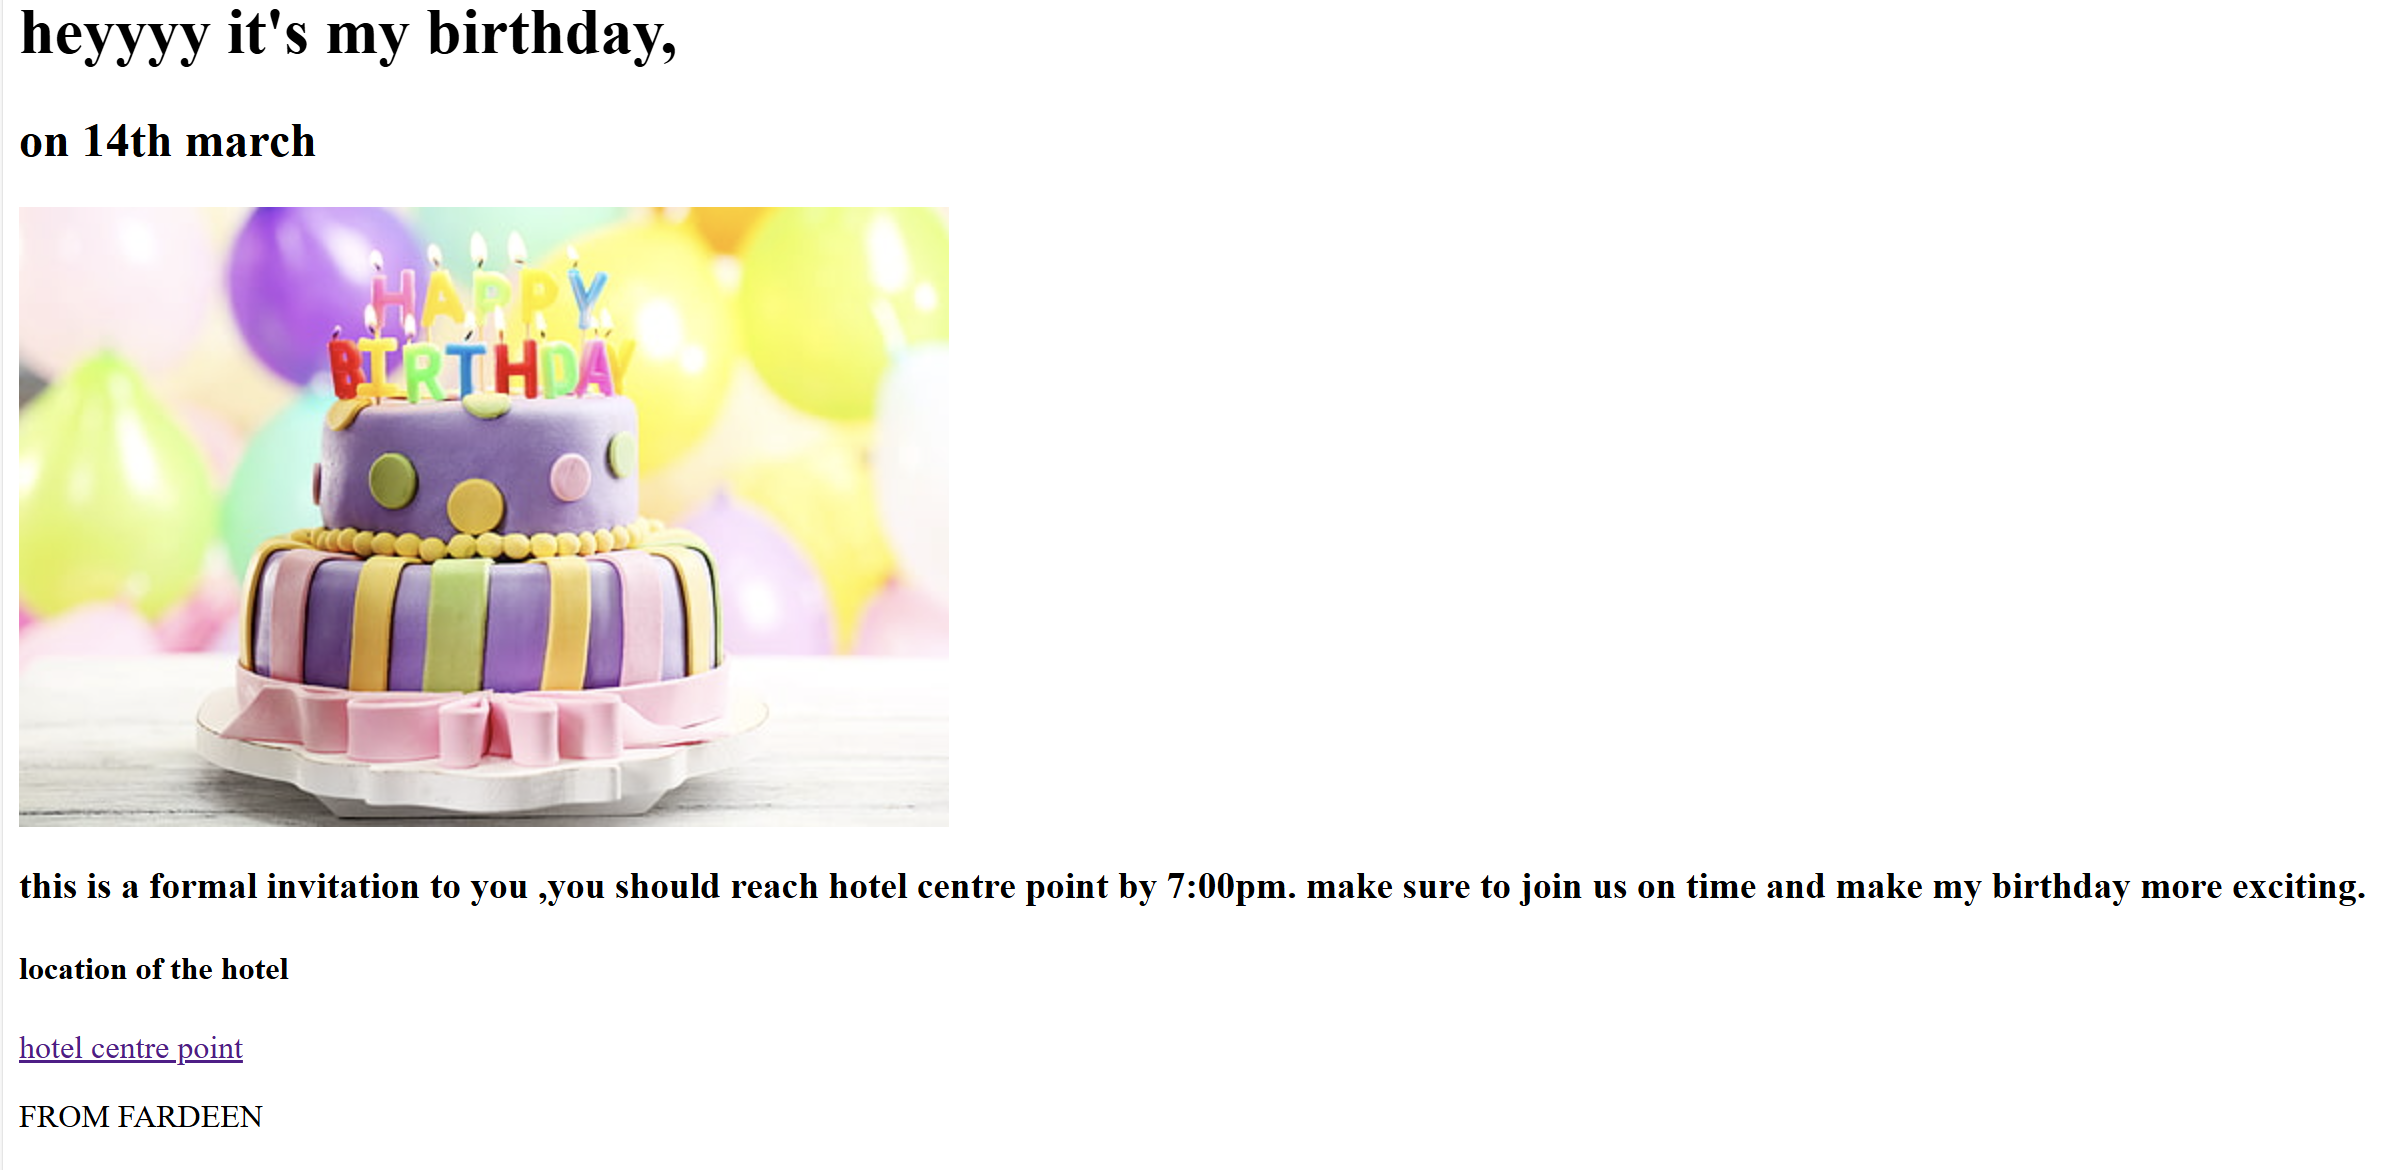 heyyyy it's my birthday,
on 14th march
HAPPY
BIRTHDAY
this is a formal invitation to you ,you should reach hotel centre point by 7:00pm. make sure to join us on time and make my birthday more exciting.
location of the hotel
hotel centre point
FROM FARDEEN